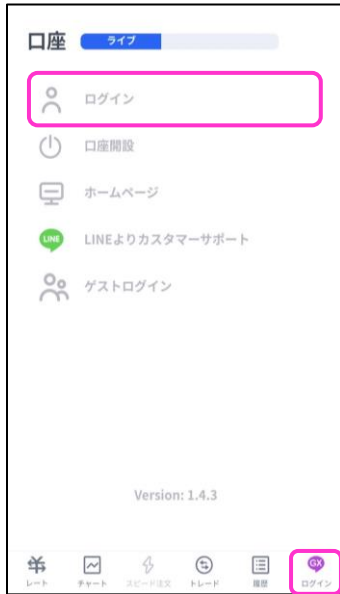 口座 ライブ
ログイン
口座開設
ホームページ
LINE LINEよりカスタマーサポート
ゲストログイン
Version: 1.4.3
GX
レート チャート スピード注文 トレード 履歴 ログイン